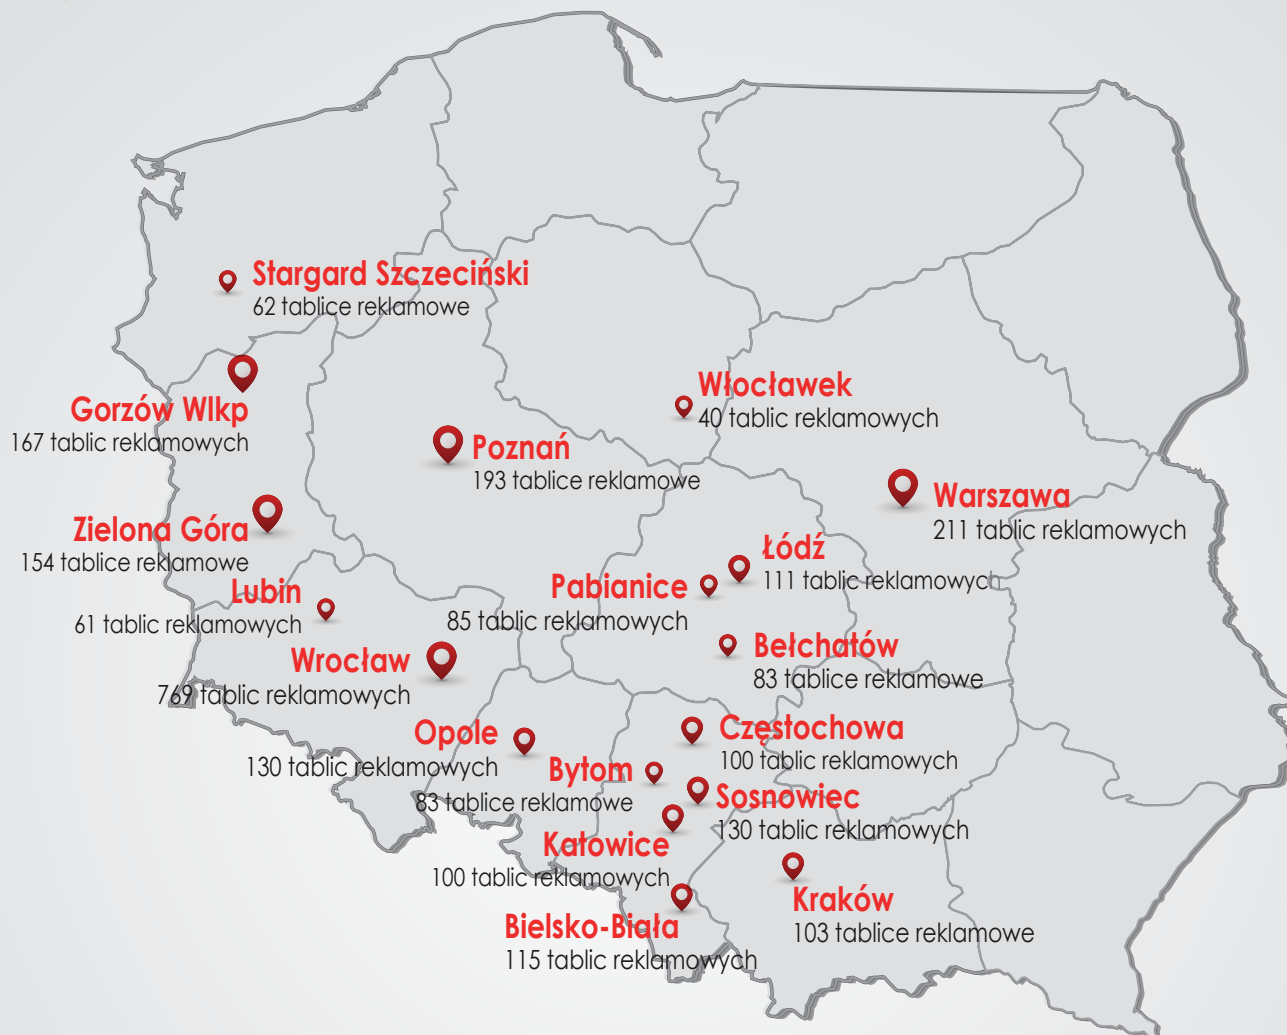 Stargard Szczeciński
62 tablice reklamowe
Gorzów Wlkp
167 tablic reklamowych
Włocławek
40 tablic reklamowych
Poznań
193 tablice reklamowe
Warszawa
211 tablic reklamowych
Zielona Góra
154 tablice reklamowe
Łódź
111 tablic reklamowych
Pabianice
85 tablic reklamowych
Lubin
61 tablic reklamowych
Bełchatów
83 tablice reklamowe
Wrocław
769 tablic reklamowych
Opole
130 tablic reklamowych
Częstochowa
100 tablic reklamowych
Bytom
83 tablice reklamowe
Sosnowiec
130 tablic reklamowych
Katowice
100 tablic reklamowych
Kraków
103 tablice reklamowe
Bielsko-Biała
115 tablic reklamowych